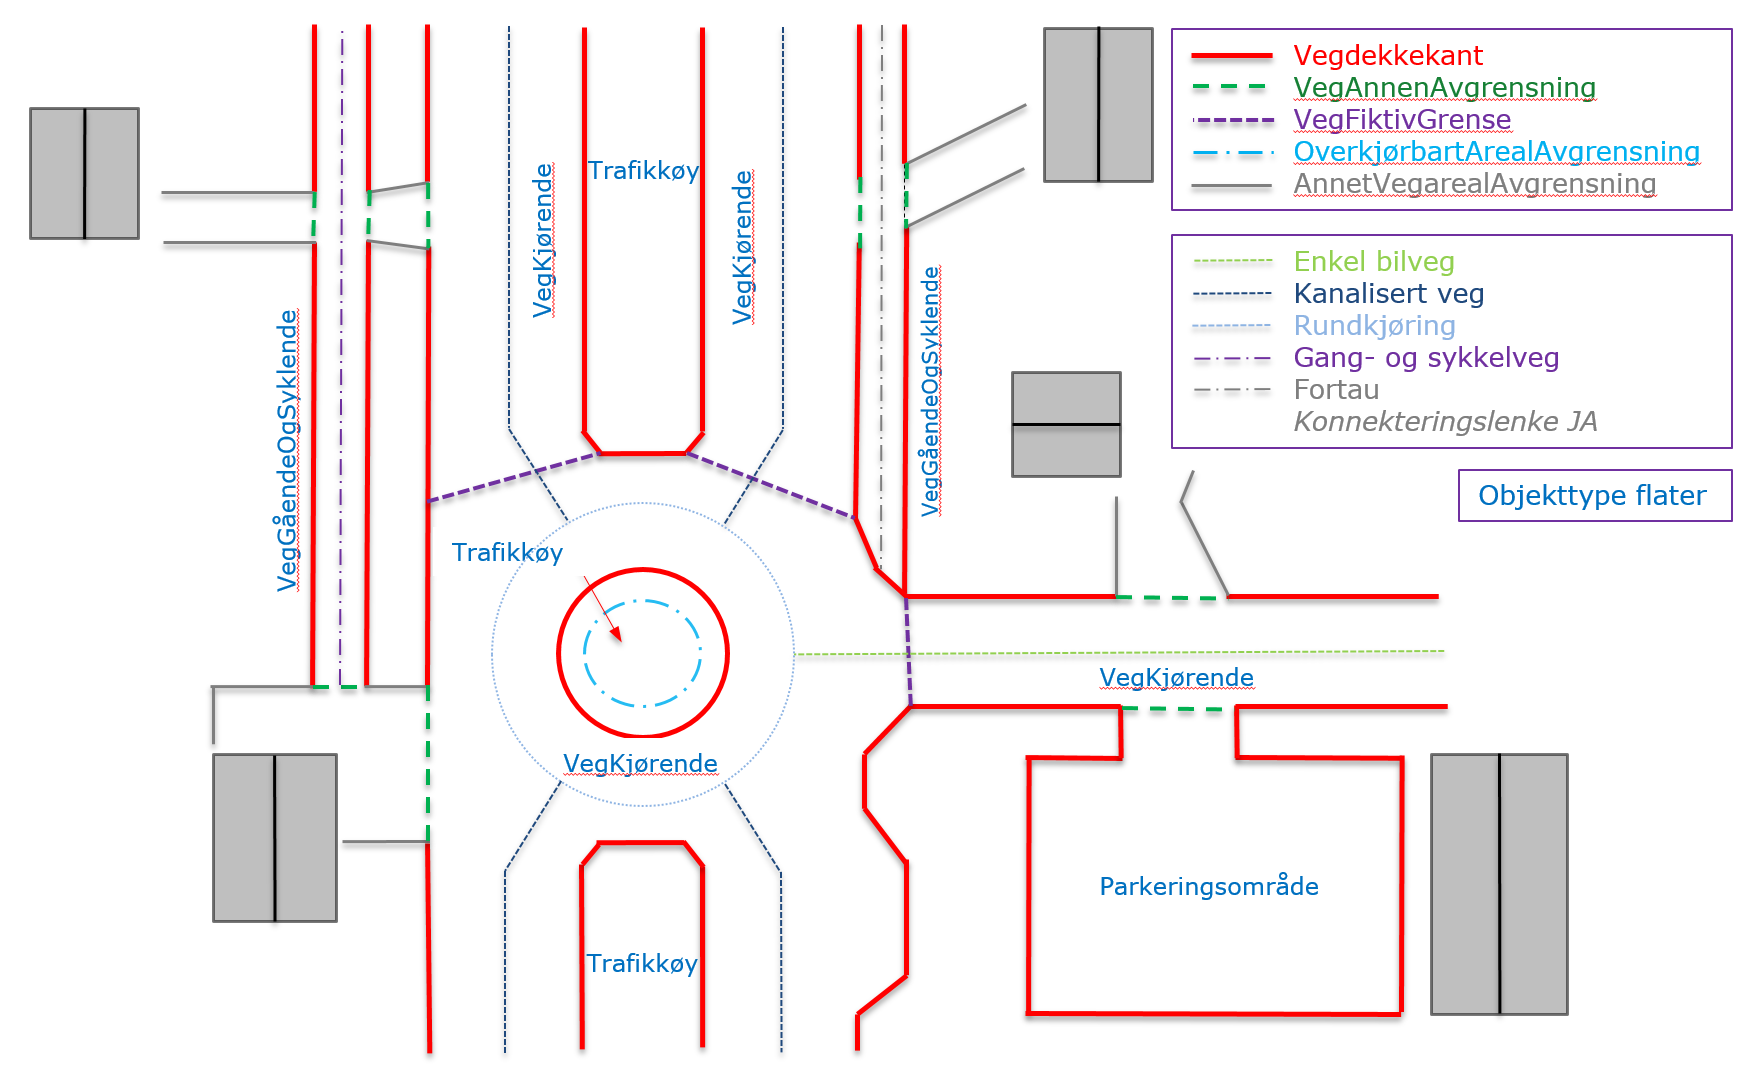 Vegdekkekant
VegAnnenAvgrensning
VegFiktivGrense
OverkjørbartArealAvgrensning
AnnetVegarealAvgrensning
Enkel bilveg
Kanalisert veg
Rundkjøring
Gang- og sykkelveg
Fortau
Konnekteringslenke JA
Objekttype flater
Trafikkøy
VegKjørende
VegKjørende
VegGåendeOgSyklende
VegGåendeOgSyklende
Trafikkøy
VegKjørende
VegKjørende
Parkeringsområde
Trafikkøy